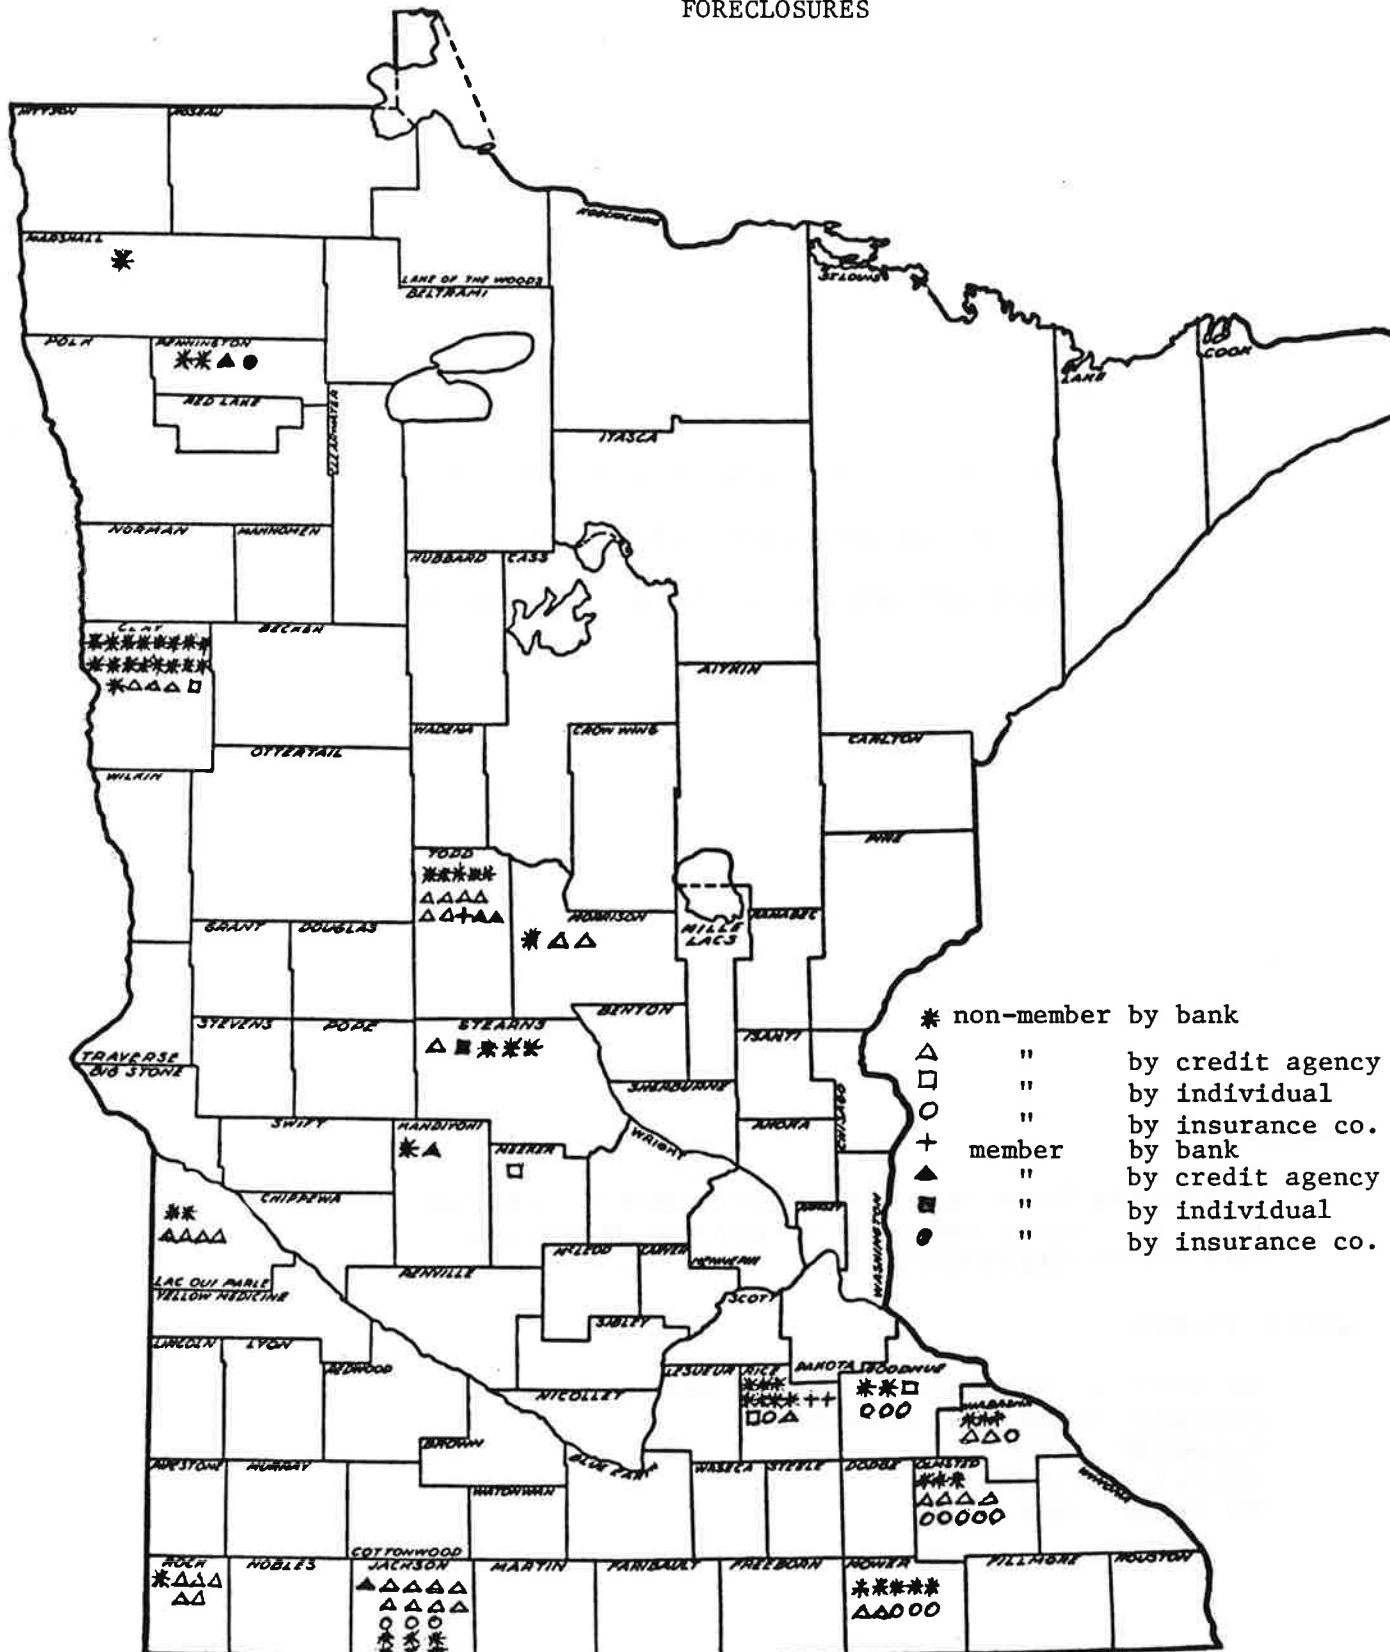 FORECLOSURES
KITTSON
ROSEAU
KOOCHICHING
MARSHALL
LAKE OF THE WOODS
BELTRAMI
ST. LOUIS
POLK
PENNINGTON
COOK
LAKE
RED LAKE
CLEARWATER
ITASCA
NORMAN
MAHNOMEN
HUBBARD
CASS
CLAY
BECKER
AITKIN
WADENA
CROW WING
CARLTON
OTTERTAIL
WILKIN
PINE
TODD
MORRISON
KANABEC
GRANT
DOUGLAS
MILLE
LACS
BENTON
STEVENS
POPE
STEARNS
ISANTI
TRAVERSE
BIG STONE
SHERBURNE
CHISAGO
SWIFT
KANDIYOHI
ANOKA
WRIGHT
MEEKER
CHIPPEWA
RAMSEY
WASHINGTON
non-member by bank
" by credit agency
" by individual
" by insurance co.
member by bank
" by credit agency
" by individual
" by insurance co.
McLEOD
CARVER
HENNEPIN
RENVILLE
LAC QUI PARLE
YELLOW MEDICINE
SCOTT
SIBLEY
LINCOLN
LYON
REDWOOD
LESUEUR
RICE
DAKOTA
GOODHUE
NICOLLET
WABASHA
BROWN
BLUE EARTH
PIPESTONE
MURRAY
WASECA
STEELE
DODGE
OLMSTED
WINONA
WATONWAN
COTTONWOOD
ROCK
NOBLES
JACKSON
MARTIN
FARIBAULT
FREEBORN
MOWER
FILLMORE
HOUSTON